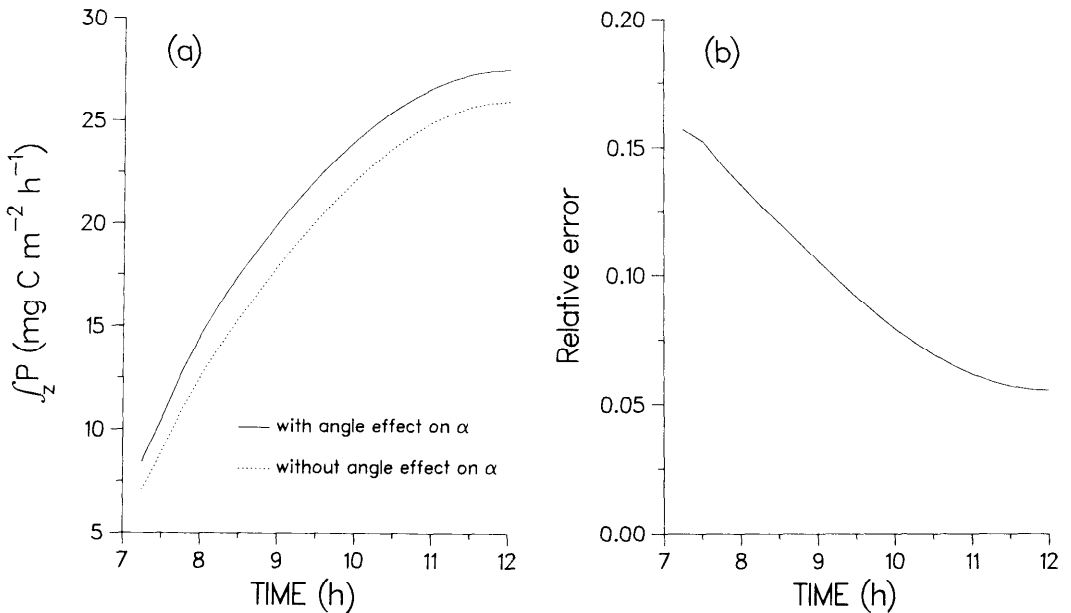 (a)
30
25
20
15
10
5
∫zP (mg C m⁻² h⁻¹)
with angle effect on α
without angle effect on α
7 8 9 10 11 12
TIME (h)
(b)
0.20
0.15
0.10
0.05
0.00
Relative error
7 8 9 10 11 12
TIME (h)